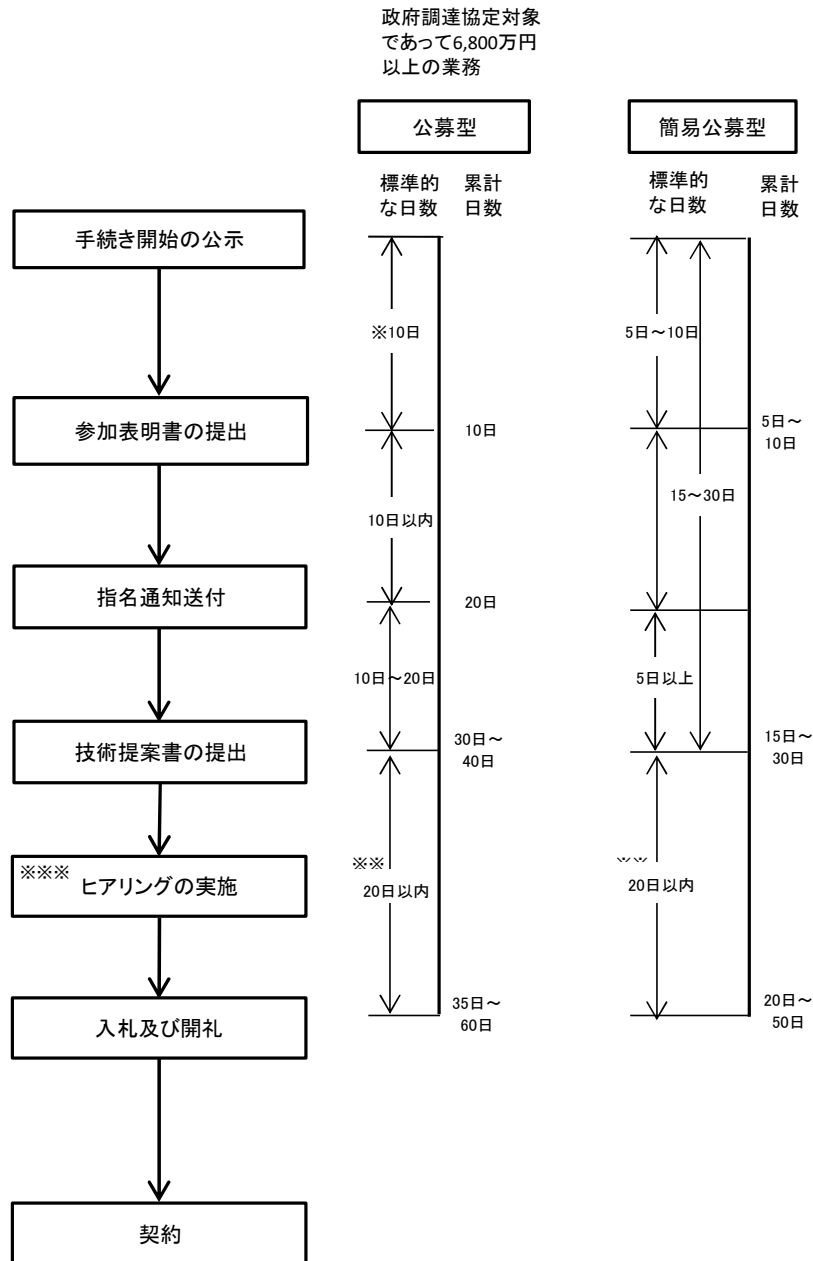 政府調達協定対象
であって6,800万円
以上の業務
公募型
簡易公募型
標準的
な日数
累計
日数
標準的
な日数
累計
日数
手続き開始の公示
※10日
5日～10日
参加表明書の提出
10日
5日～
10日
10日以内
15～30日
指名通知送付
20日
10日～20日
5日以上
技術提案書の提出
30日～
40日
15日～
30日
※※※ ヒアリングの実施
※※
20日以内
※※
20日以内
入札及び開札
35日～
60日
20日～
50日
契約